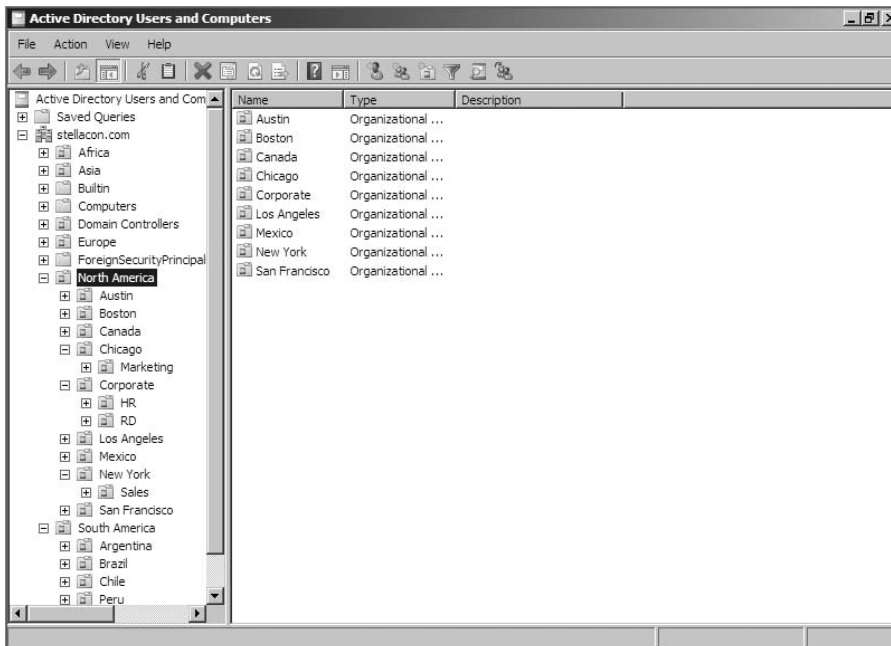 Active Directory Users and Computers
File Action View Help
Active Directory Users and Com
Saved Queries
stellacon.com
Africa
Asia
Builtin
Computers
Domain Controllers
Europe
ForeignSecurityPrincipal
North America
Austin
Boston
Canada
Chicago
Marketing
Corporate
HR
RD
Los Angeles
Mexico
New York
Sales
San Francisco
South America
Argentina
Brazil
Chile
Peru
Name Type Description
Austin Organizational ...
Boston Organizational ...
Canada Organizational ...
Chicago Organizational ...
Corporate Organizational ...
Los Angeles Organizational ...
Mexico Organizational ...
New York Organizational ...
San Francisco Organizational ...